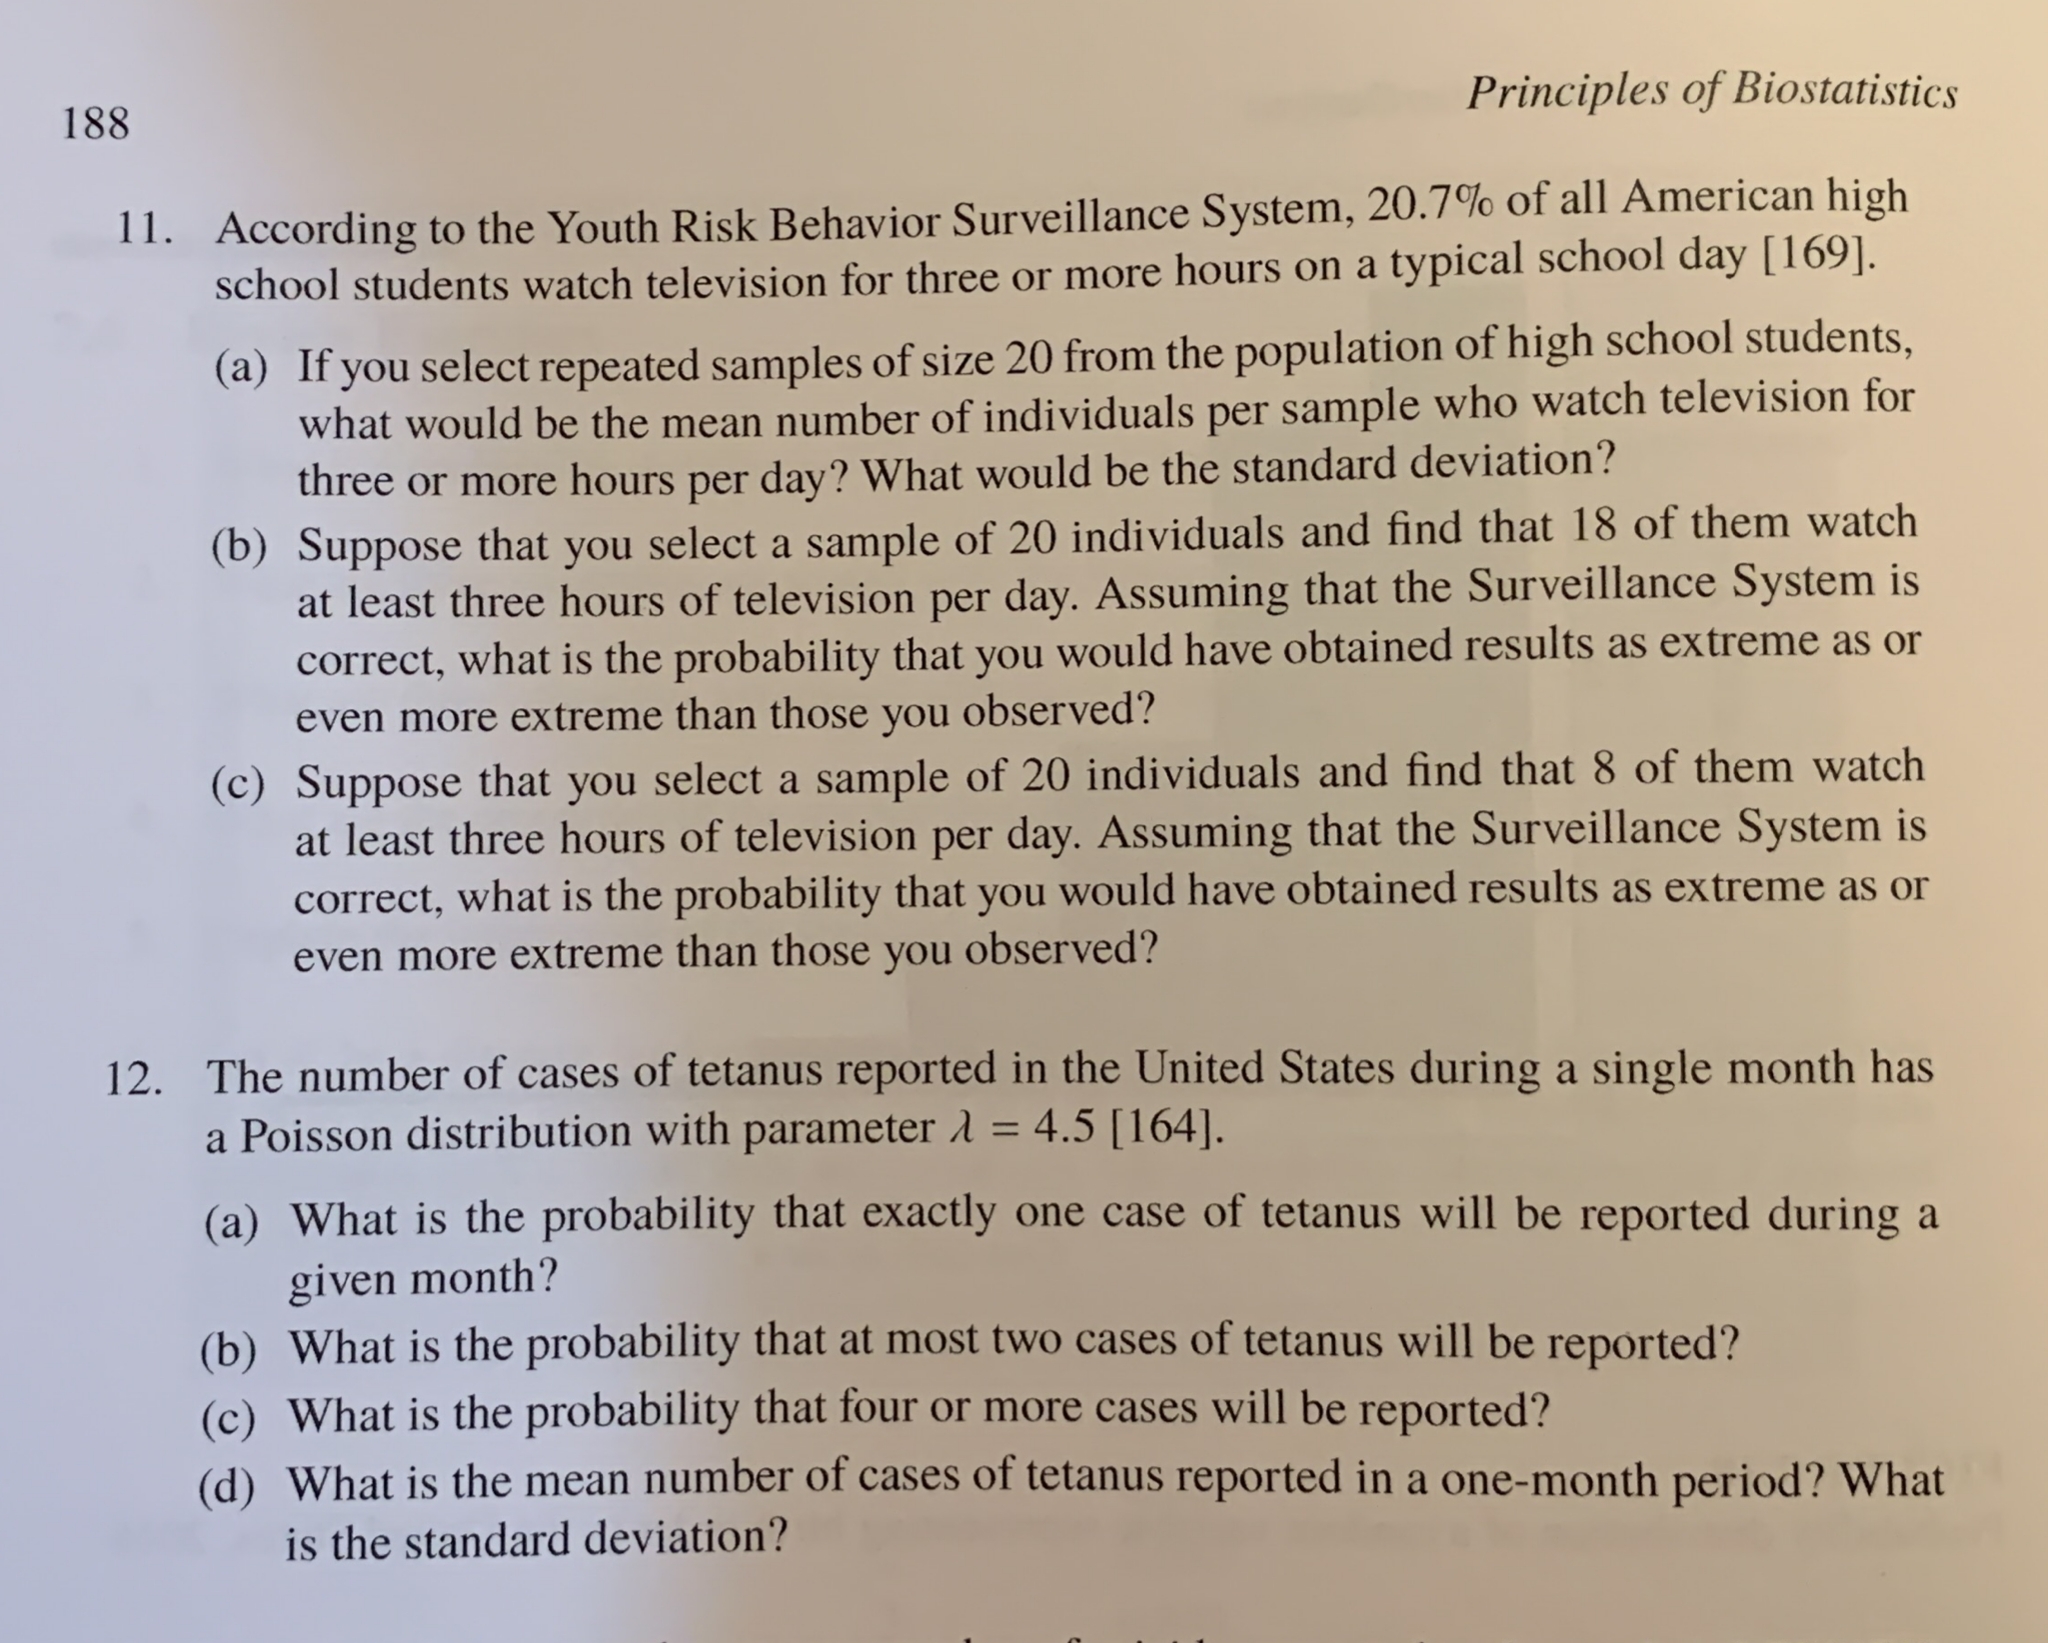 188
Principles of Biostatistics
11. According to the Youth Risk Behavior Surveillance System, 20.7% of all American high
school students watch television for three or more hours on a typical school day [169].
(a) If you select repeated samples of size 20 from the population of high school students,
what would be the mean number of individuals per sample who watch television for
three or more hours per day? What would be the standard deviation?
(b) Suppose that you select a sample of 20 individuals and find that 18 of them watch
at least three hours of television per day. Assuming that the Surveillance System is
correct, what is the probability that you would have obtained results as extreme as or
even more extreme than those you observed?
(c) Suppose that you select a sample of 20 individuals and find that 8 of them watch
at least three hours of television per day. Assuming that the Surveillance System is
correct, what is the probability that you would have obtained results as extreme as or
even more extreme than those you observed?
12. The number of cases of tetanus reported in the United States during a single month has
a Poisson distribution with parameter λ = 4.5 [164].
(a) What is the probability that exactly one case of tetanus will be reported during a
given month?
(b) What is the probability that at most two cases of tetanus will be reported?
(c) What is the probability that four or more cases will be reported?
(d) What is the mean number of cases of tetanus reported in a one-month period? What
is the standard deviation?